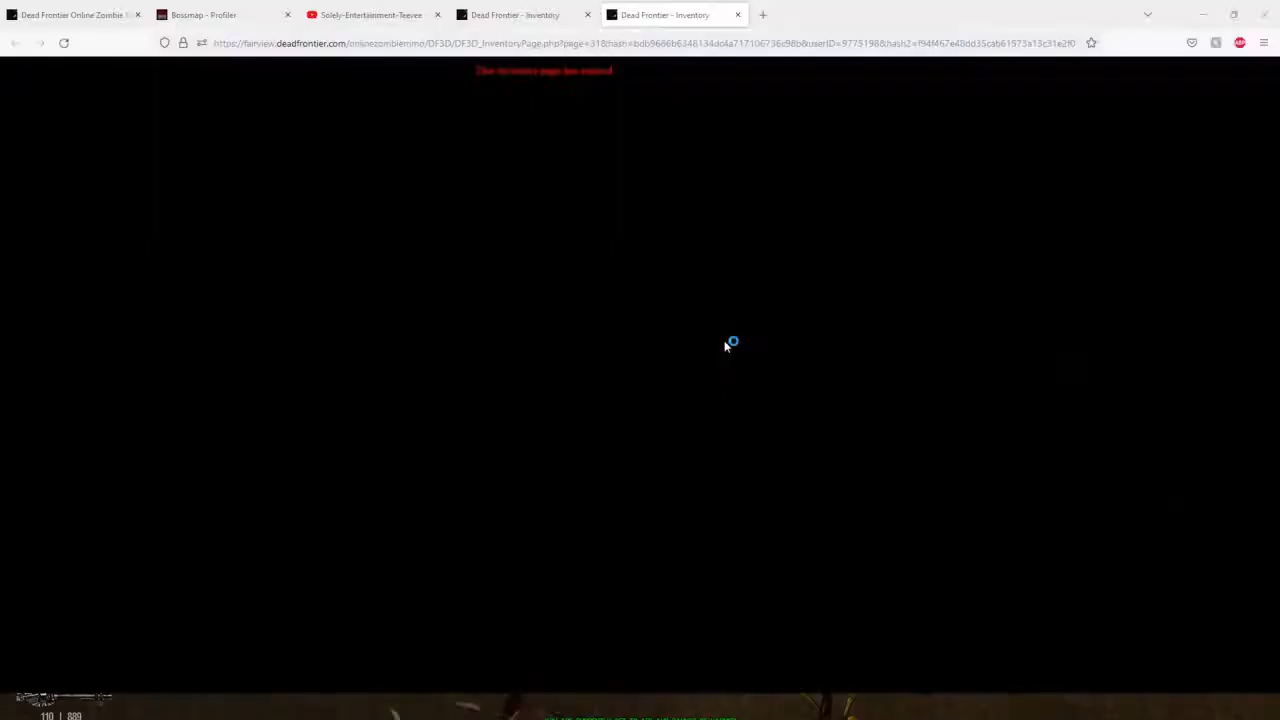 Dead Frontier Online Zombie
Bossmap - Profiler
Solely-Entertainment-Teevee
Dead Frontier - Inventory
Dead Frontier - Inventory
https://fairview.deadfrontier.com/onlinezombiemmo/DF3D/DF3D_InventoryPage.php?page=31&hash=bdb9686b6348134dc4a717106736c98b&userID=9775198&hash2=f94f467e48dd35cab61573a13c31e2f0
ABP
110 | 889